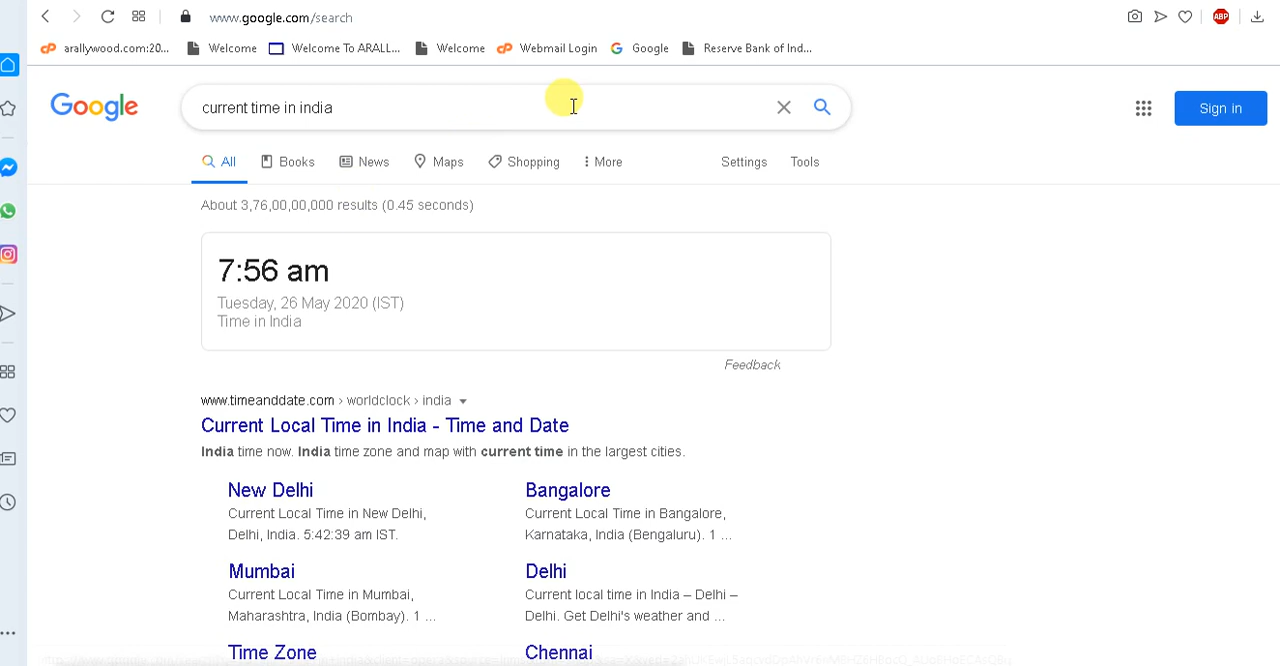 www.google.com/search
ABP
cP arallywood.com:20... Welcome Welcome To ARALL... Welcome cP Webmail Login G Google Reserve Bank of Ind...
Google current time in india Sign in
All Books News Maps Shopping More Settings Tools
About 3,76,00,00,000 results (0.45 seconds)
7:56 am
Tuesday, 26 May 2020 (IST)
Time in India
Feedback
www.timeanddate.com › worldclock › india
Current Local Time in India - Time and Date
India time now. India time zone and map with current time in the largest cities.
New Delhi
Current Local Time in New Delhi,
Delhi, India. 5:42:39 am IST.
Bangalore
Current Local Time in Bangalore,
Karnataka, India (Bengaluru). 1 ...
Mumbai
Current Local Time in Mumbai,
Maharashtra, India (Bombay). 1 ...
Delhi
Current local time in India – Delhi –
Delhi. Get Delhi's weather and ...
Time Zone
Chennai